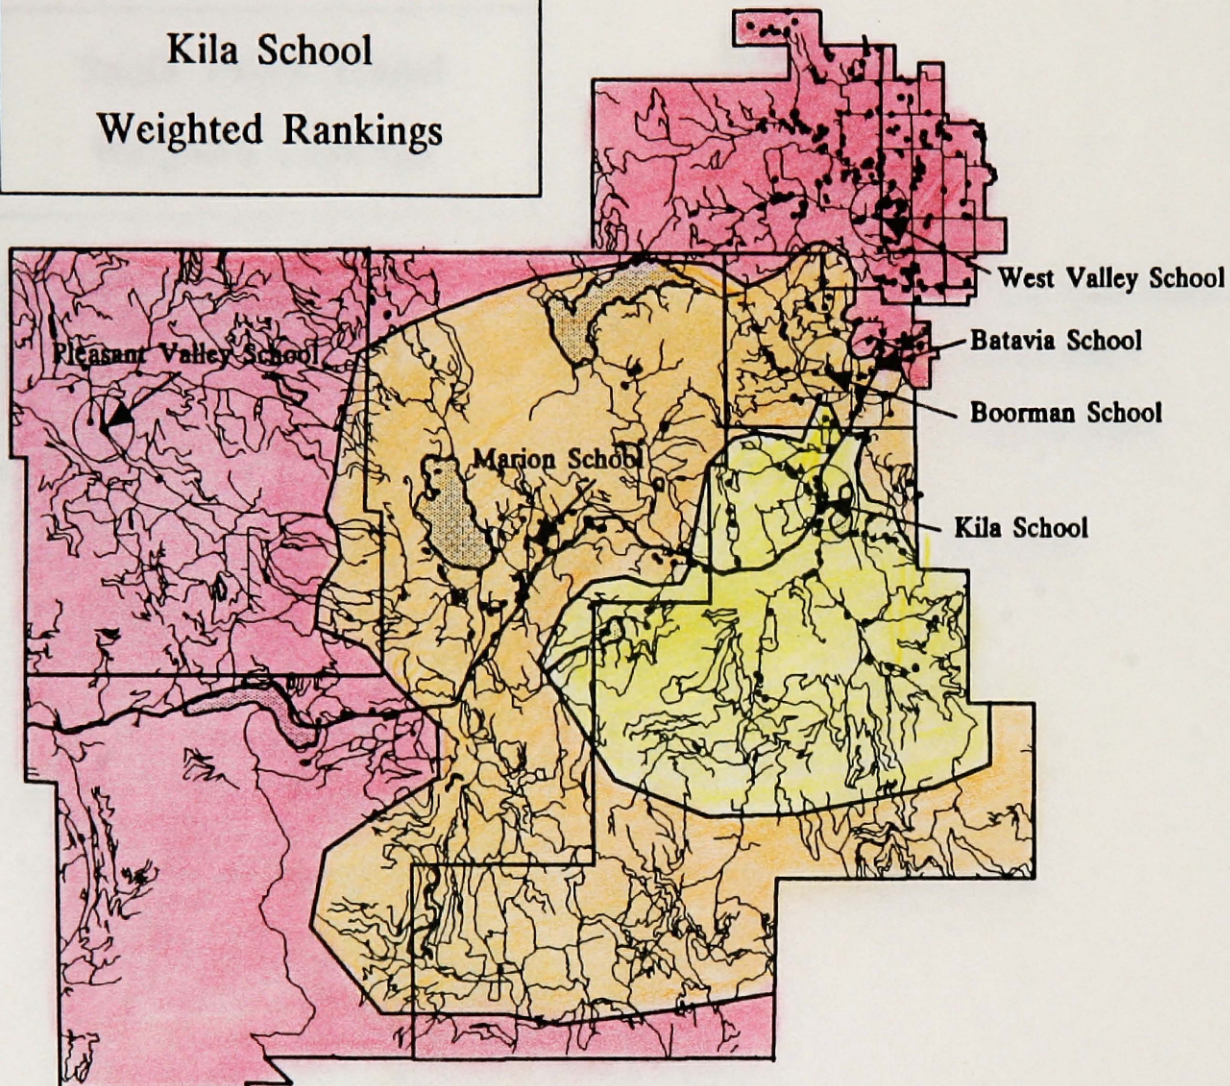 Kila School
Weighted Rankings
West Valley School
Pleasant Valley School
Batavia School
Boorman School
Marion School
Kila School